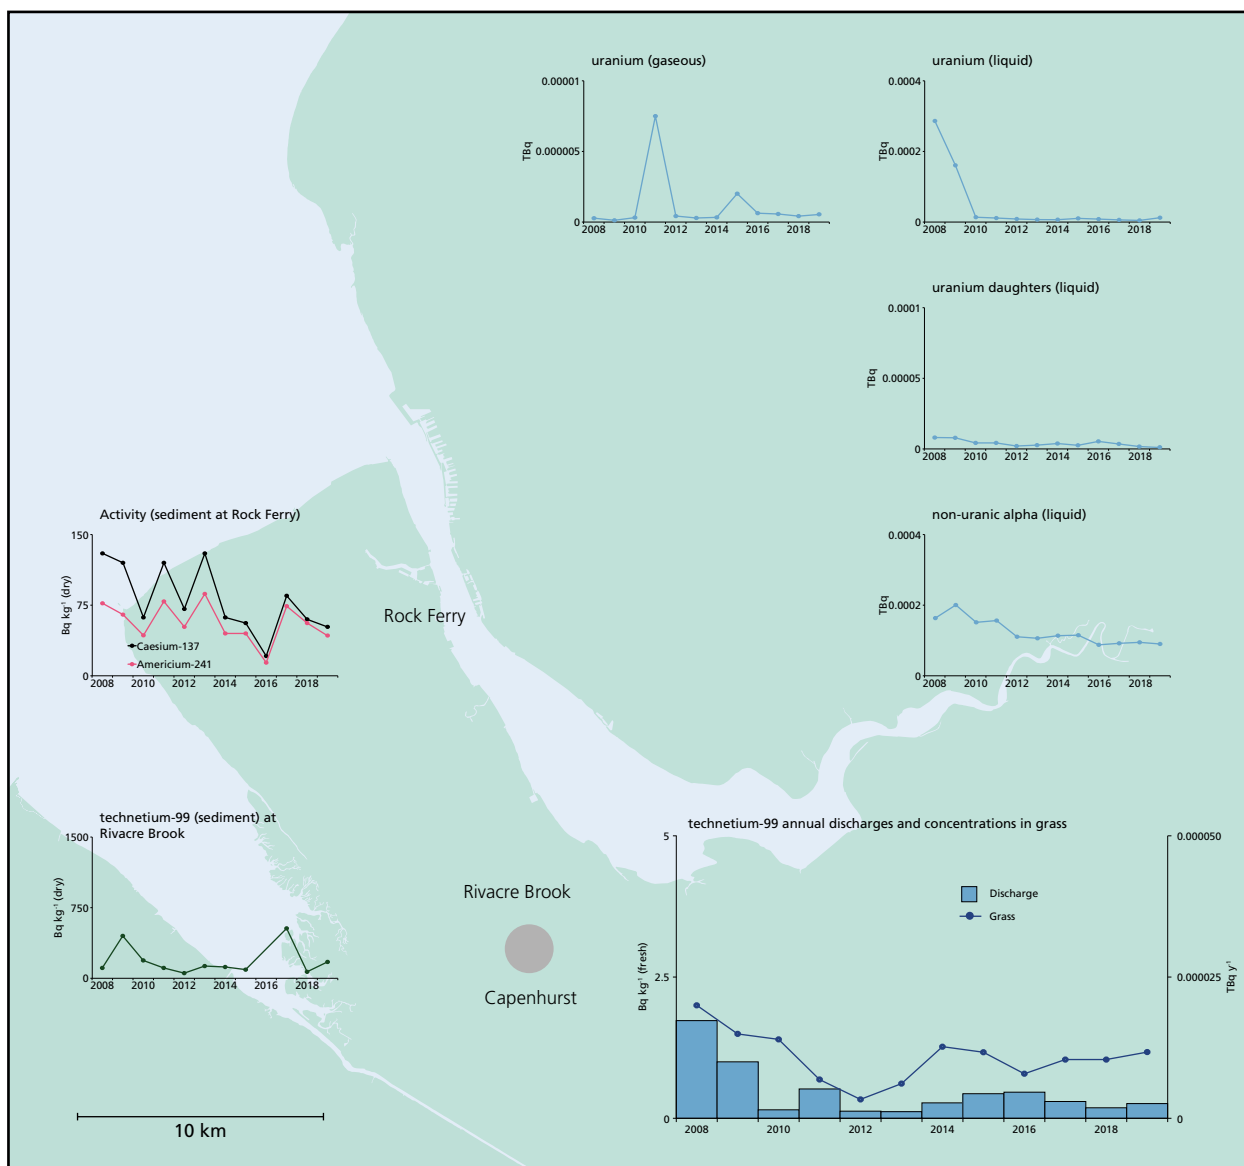 uranium (gaseous)
0.00001
0.000005
0
TBq
2008 2010 2012 2014 2016 2018
uranium (liquid)
0.0004
0.0002
0
TBq
2008 2010 2012 2014 2016 2018
uranium daughters (liquid)
0.0001
0.00005
0
TBq
2008 2010 2012 2014 2016 2018
Activity (sediment at Rock Ferry)
150
75
0
Bq kg⁻¹ (dry)
Caesium-137
Americium-241
2008 2010 2012 2014 2016 2018
non-uranic alpha (liquid)
0.0004
0.0002
0
TBq
2008 2010 2012 2014 2016 2018
Rock Ferry
technetium-99 (sediment) at
Rivacre Brook
1500
750
0
Bq kg⁻¹ (dry)
2008 2010 2012 2014 2016 2018
Rivacre Brook
Capenhurst
technetium-99 annual discharges and concentrations in grass
5
2.5
0
Bq kg⁻¹ (fresh)
Discharge
Grass
0.000050
0.000025
0
TBq y⁻¹
2008 2010 2012 2014 2016 2018
10 km